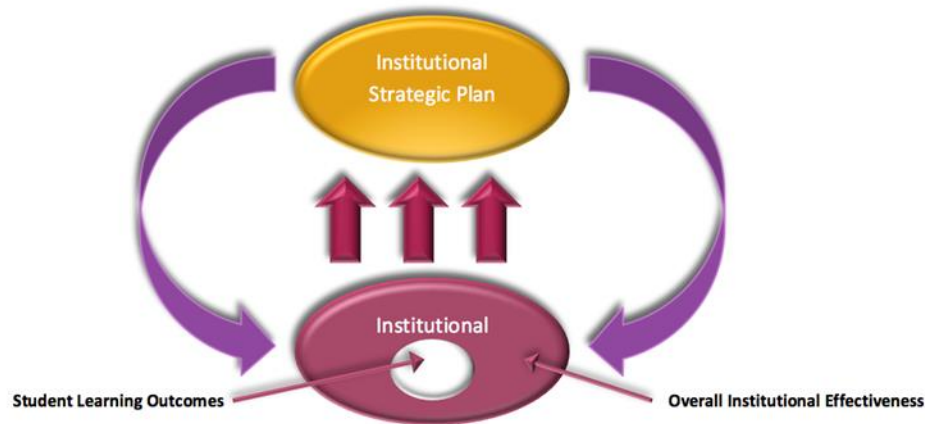 Institutional
Strategic Plan
Institutional
Student Learning Outcomes
Overall Institutional Effectiveness